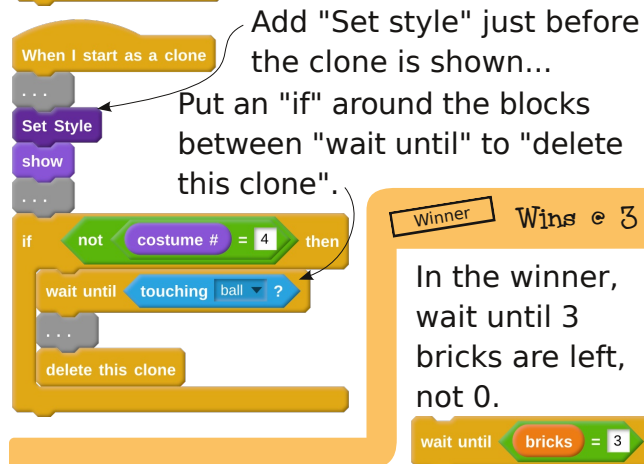 Add "Set style" just before
the clone is shown...
When I start as a clone
. . .
Set Style
show
. . .
Put an "if" around the blocks
between "wait until" to "delete
this clone".
if not costume # = 4 then
wait until touching ball ?
. . .
delete this clone
Winner Wins @ 3
In the winner,
wait until 3
bricks are left,
not 0.
wait until bricks = 3